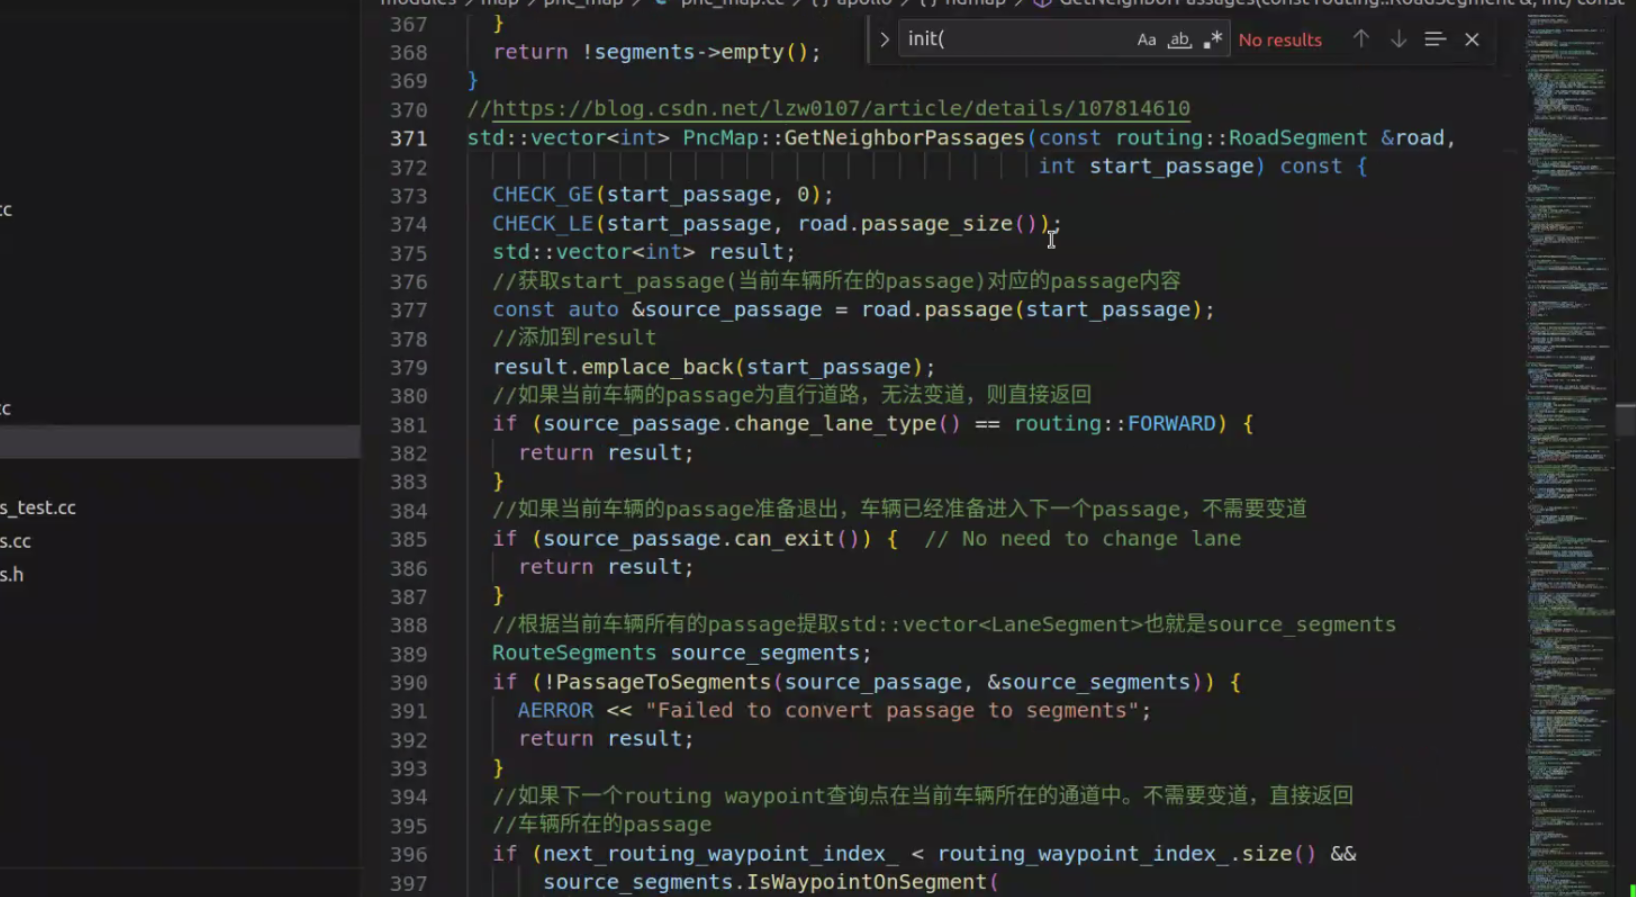 modules > map > pnc_map > pnc_map.cc > {} apollo > {} hdmap > GetNeighborPassages(const routing::RoadSegment &, int) const
init(
Aa ab .* No results
367 }
368 return !segments->empty();
369 }
370 //https://blog.csdn.net/lzw0107/article/details/107814610
371 std::vector<int> PncMap::GetNeighborPassages(const routing::RoadSegment &road,
372 int start_passage) const {
373 CHECK_GE(start_passage, 0);
374 CHECK_LE(start_passage, road.passage_size());
375 std::vector<int> result;
376 //获取start_passage(当前车辆所在的passage)对应的passage内容
377 const auto &source_passage = road.passage(start_passage);
378 //添加到result
379 result.emplace_back(start_passage);
380 //如果当前车辆的passage为直行道路，无法变道，则直接返回
381 if (source_passage.change_lane_type() == routing::FORWARD) {
382 return result;
383 }
384 //如果当前车辆的passage准备退出，车辆已经准备进入下一个passage，不需要变道
385 if (source_passage.can_exit()) { // No need to change lane
386 return result;
387 }
388 //根据当前车辆所有的passage提取std::vector<LaneSegment>也就是source_segments
389 RouteSegments source_segments;
390 if (!PassageToSegments(source_passage, &source_segments)) {
391 AERROR << "Failed to convert passage to segments";
392 return result;
393 }
394 //如果下一个routing waypoint查询点在当前车辆所在的通道中。不需要变道，直接返回
395 //车辆所在的passage
396 if (next_routing_waypoint_index_ < routing_waypoint_index_.size() &&
397 source_segments.IsWaypointOnSegment(
cc
cc
s_test.cc
s.cc
s.h